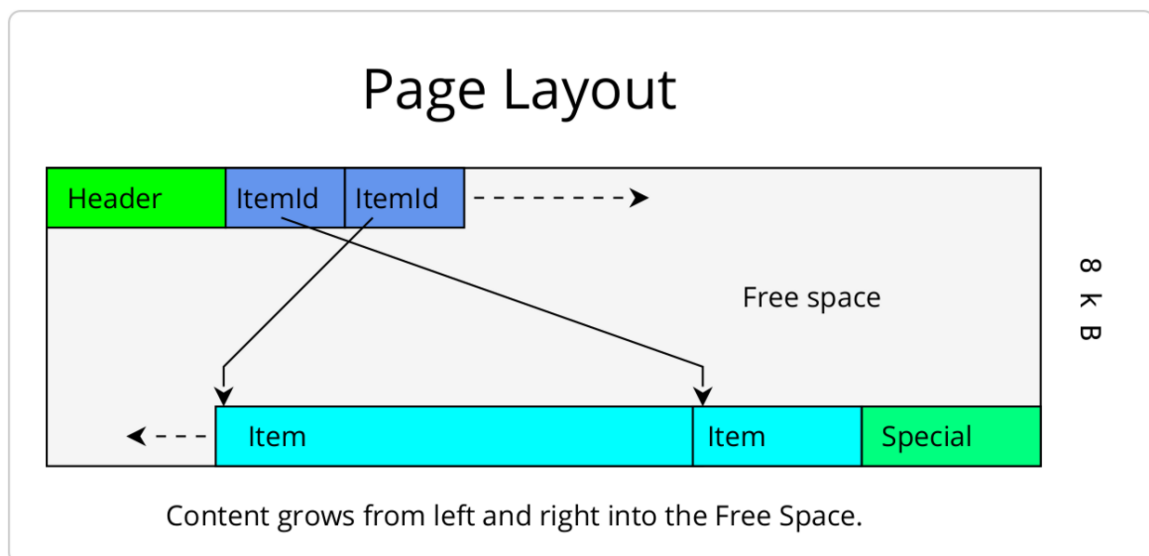 Page Layout
Header ItemId ItemId
Free space
8 kB
Item Item Special
Content grows from left and right into the Free Space.